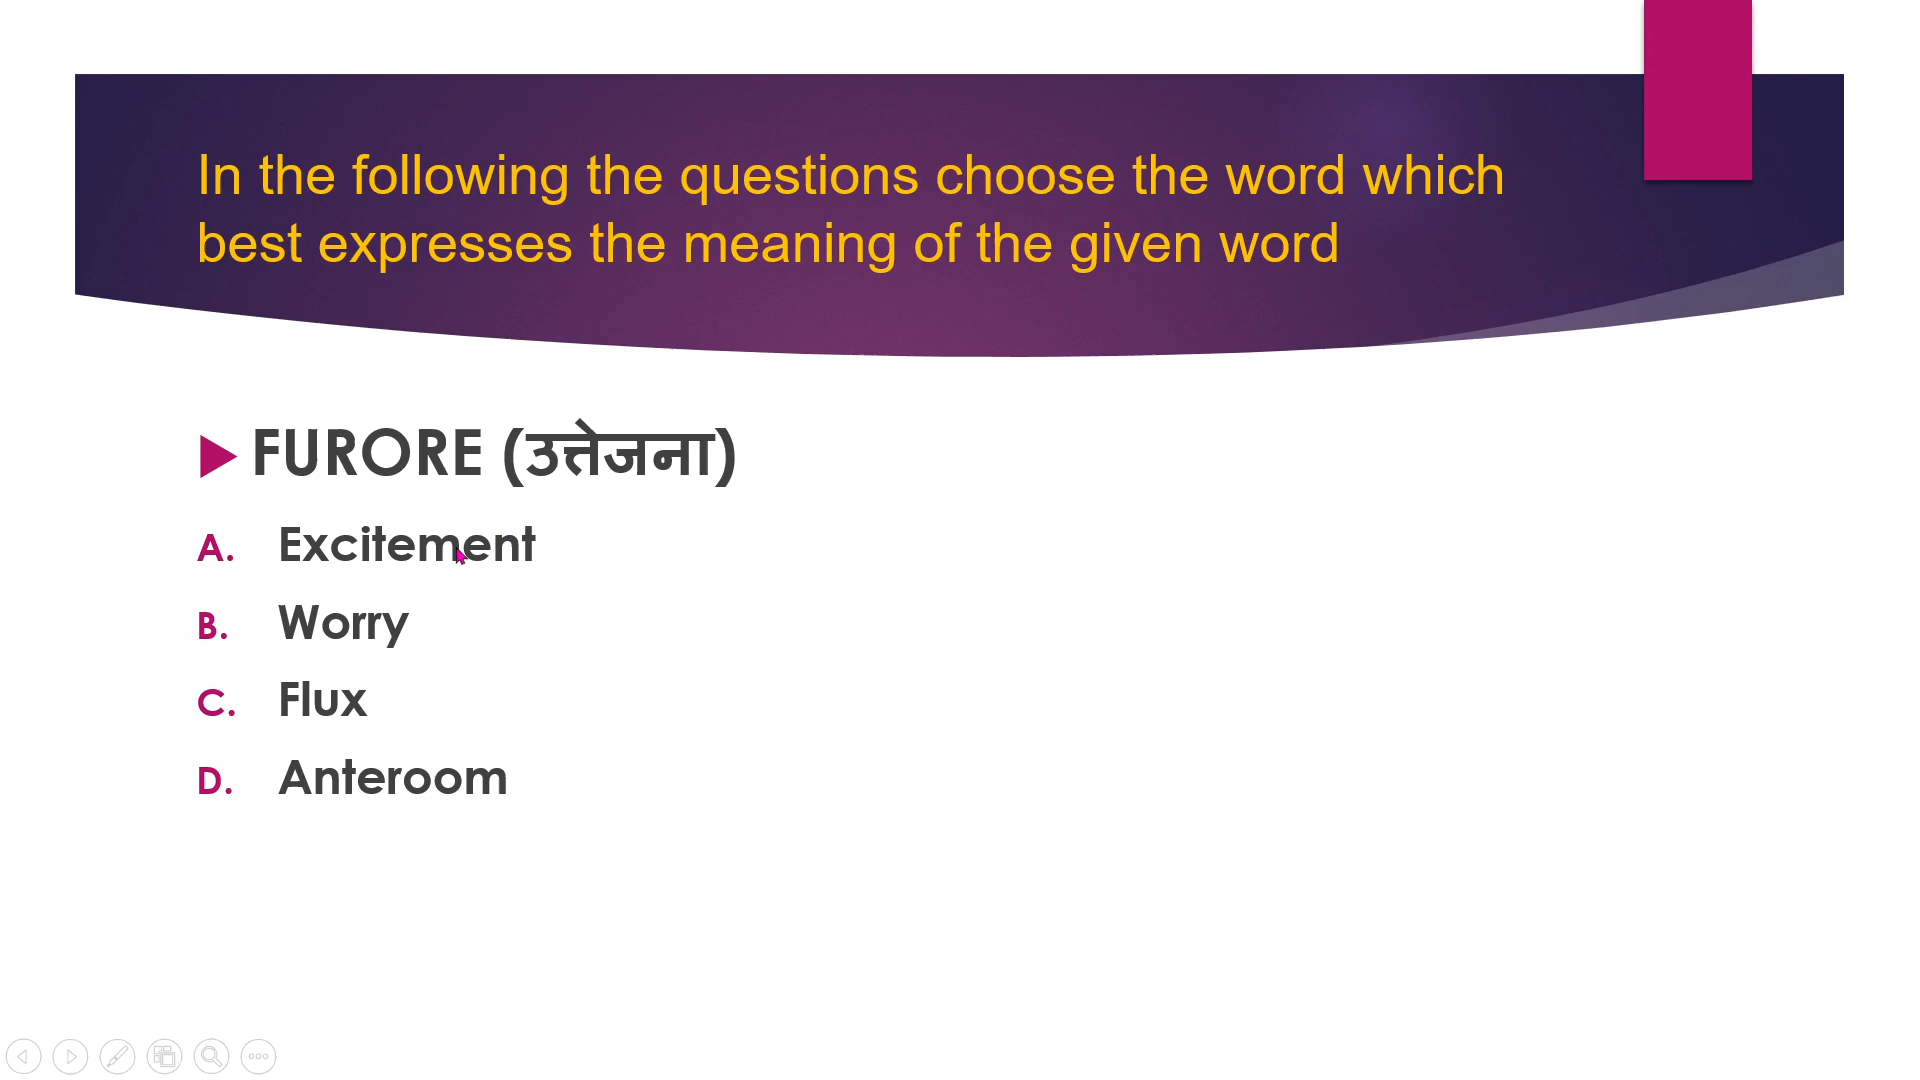 In the following the questions choose the word which
best expresses the meaning of the given word
FURORE (उत्तेजना)
A. Excitement
B. Worry
C. Flux
D. Anteroom